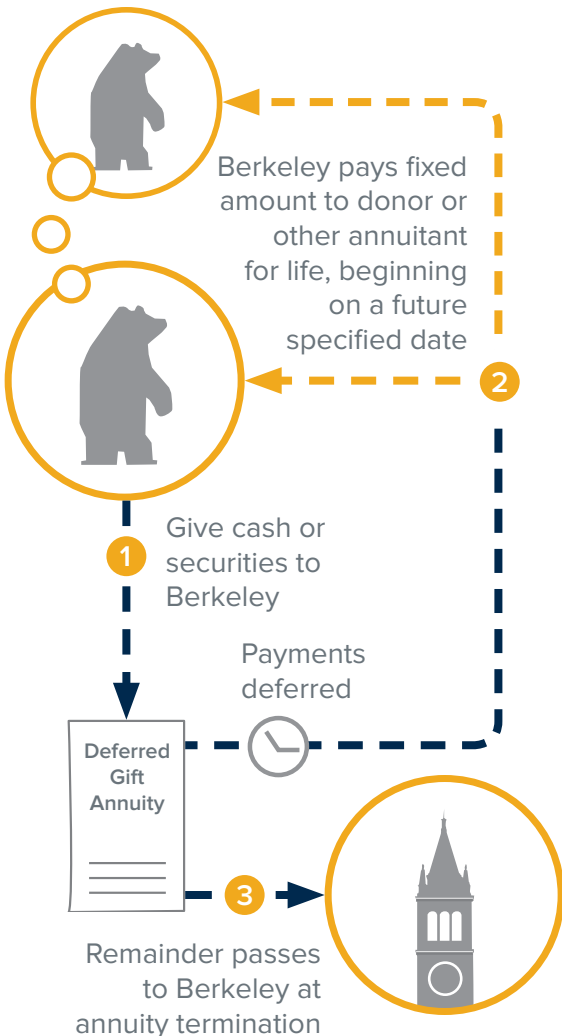 Berkeley pays fixed
amount to donor or
other annuitant
for life, beginning
on a future
specified date
2
1
Give cash or
securities to
Berkeley
Payments
deferred
Deferred
Gift
Annuity
3
Remainder passes
to Berkeley at
annuity termination